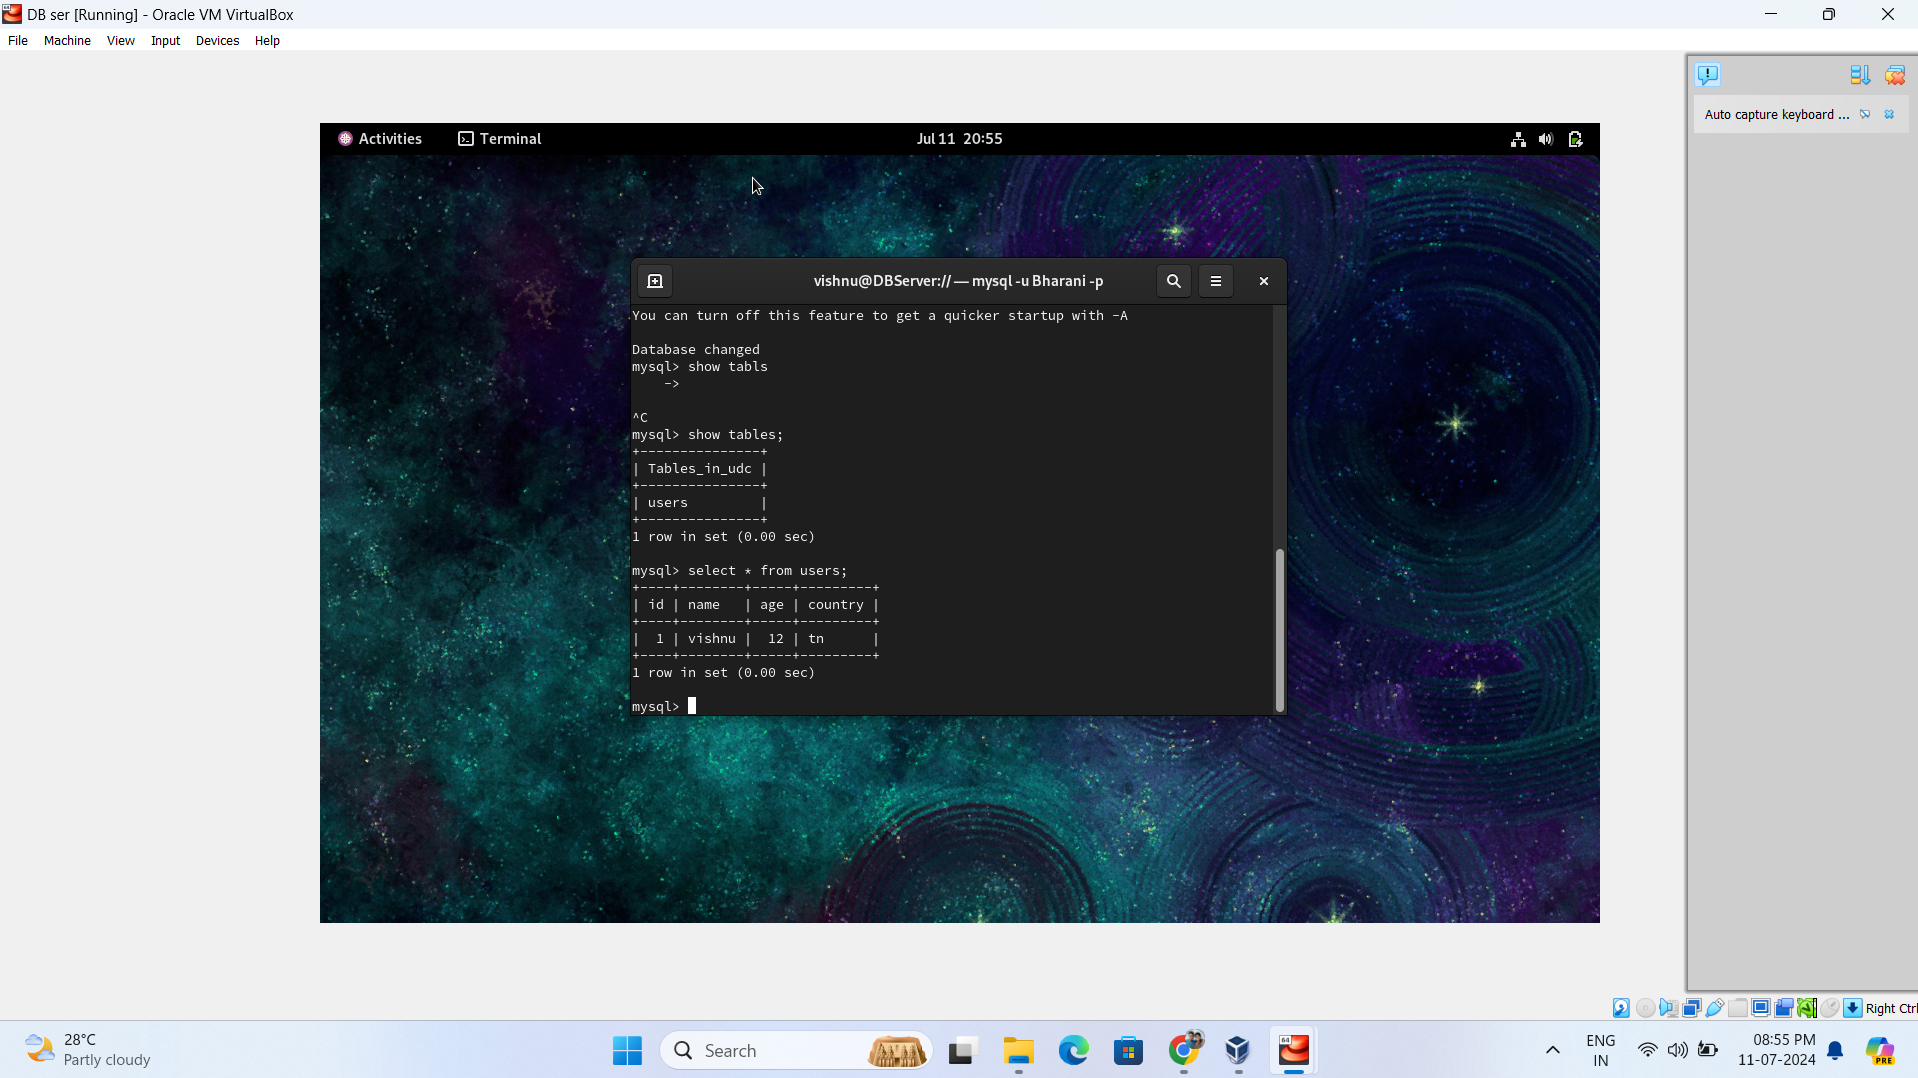 DB ser [Running] - Oracle VM VirtualBox
File Machine View Input Devices Help
Auto capture keyboard ...
Activities Terminal Jul 11 20:55
vishnu@DBServer:// — mysql -u Bharani -p
You can turn off this feature to get a quicker startup with -A
Database changed
mysql> show tabls
->
^C
mysql> show tables;
+---------------+
| Tables_in_udc |
+---------------+
| users         |
+---------------+
1 row in set (0.00 sec)
mysql> select * from users;
+----+--------+-----+---------+
| id | name   | age | country |
+----+--------+-----+---------+
|  1 | vishnu |  12 | tn      |
+----+--------+-----+---------+
1 row in set (0.00 sec)
mysql>
Right Ctrl
28°C
Partly cloudy
Search
64
ENG
IN
08:55 PM
11-07-2024
PRE